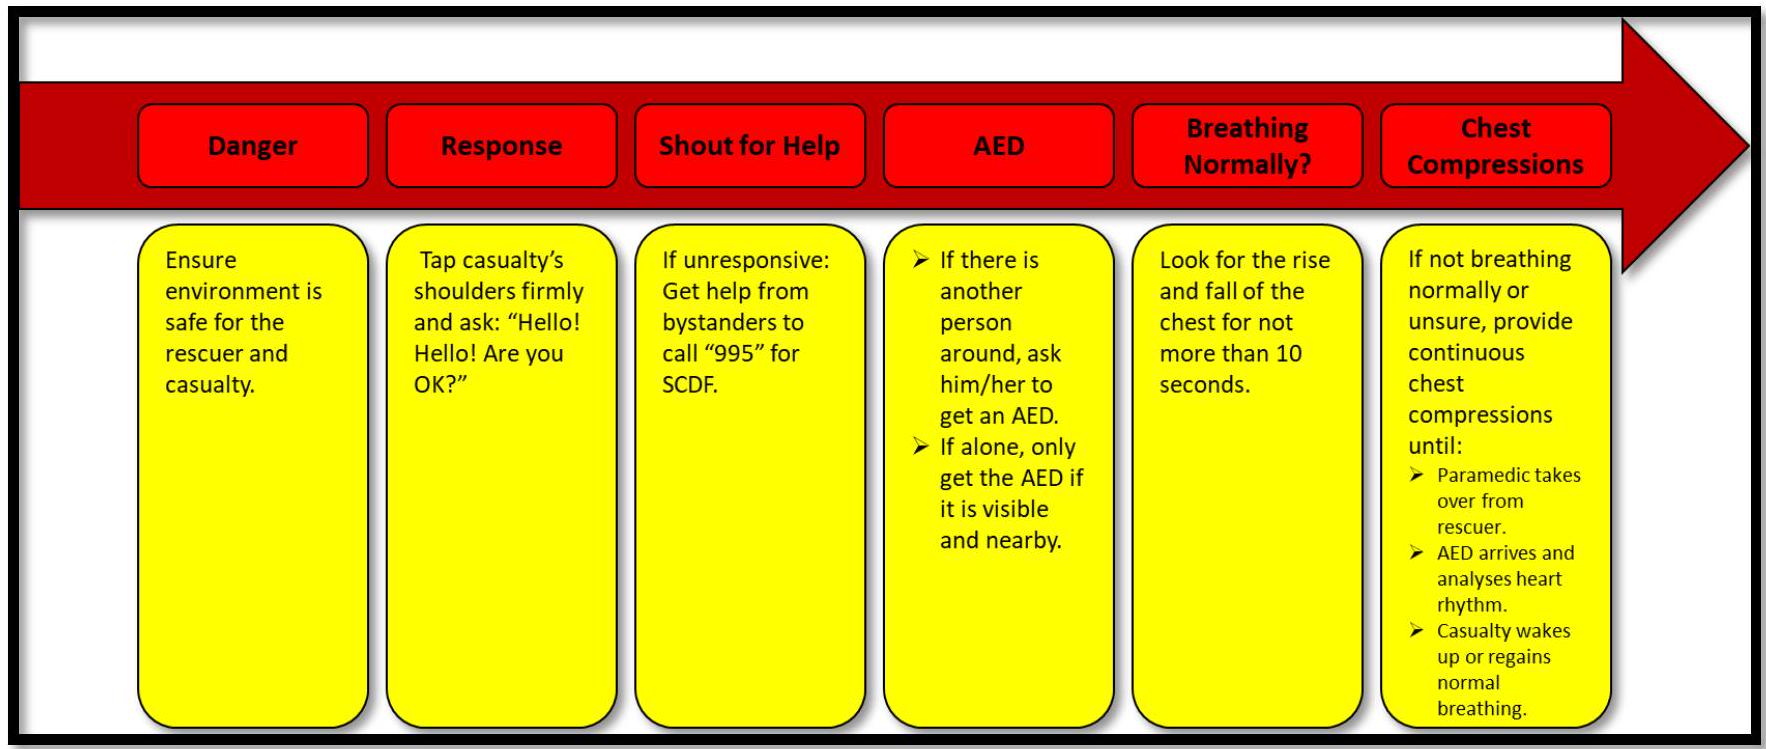 Danger
Response
Shout for Help
AED
Breathing
Normally?
Chest
Compressions
Ensure
environment is
safe for the
rescuer and
casualty.
Tap casualty’s
shoulders firmly
and ask: “Hello!
Hello! Are you
OK?”
If unresponsive:
Get help from
bystanders to
call “995” for
SCDF.
➢ If there is
another
person
around, ask
him/her to
get an AED.
➢ If alone, only
get the AED if
it is visible
and nearby.
Look for the rise
and fall of the
chest for not
more than 10
seconds.
If not breathing
normally or
unsure, provide
continuous
chest
compressions
until:
➢ Paramedic takes
over from
rescuer.
➢ AED arrives and
analyses heart
rhythm.
➢ Casualty wakes
up or regains
normal
breathing.